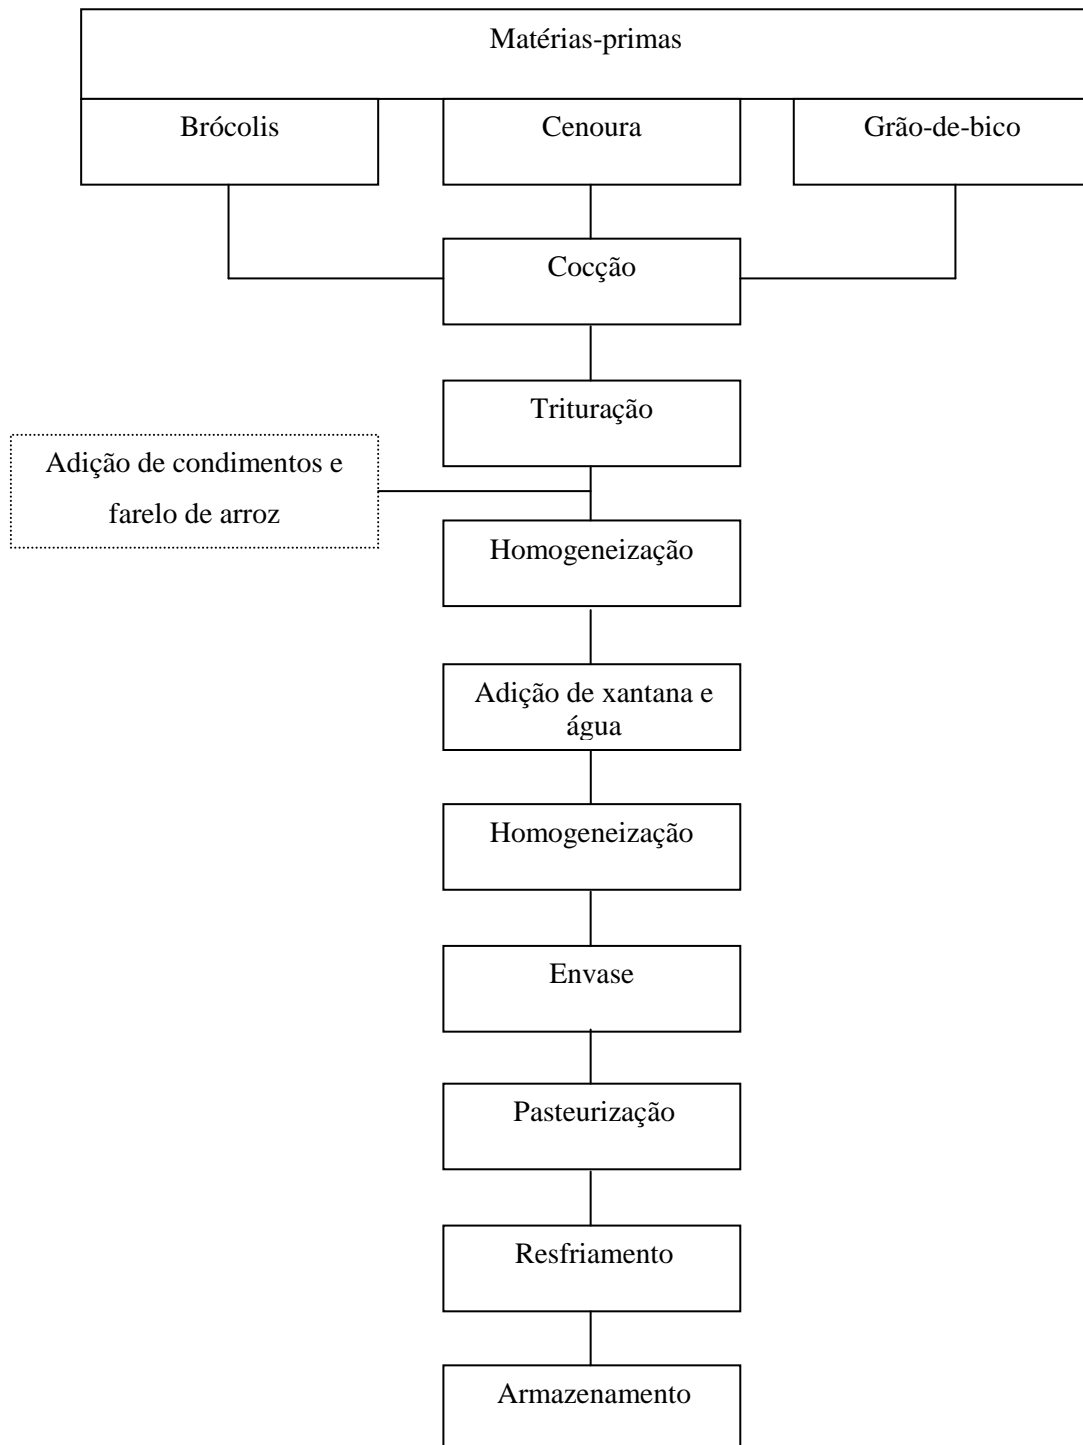 Matérias-primas
Brócolis
Cenoura
Grão-de-bico
Cocção
Trituração
Adição de condimentos e
farelo de arroz
Homogeneização
Adição de xantana e
água
Homogeneização
Envase
Pasteurização
Resfriamento
Armazenamento